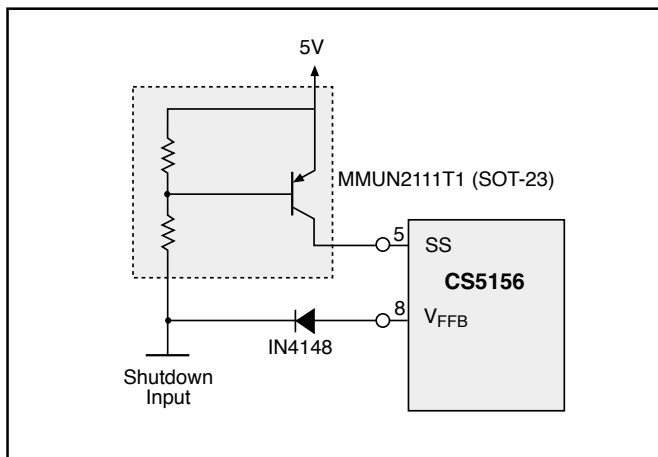 5V
MMUN2111T1 (SOT-23)
5
SS
CS5156
8
VFFB
IN4148
Shutdown
Input